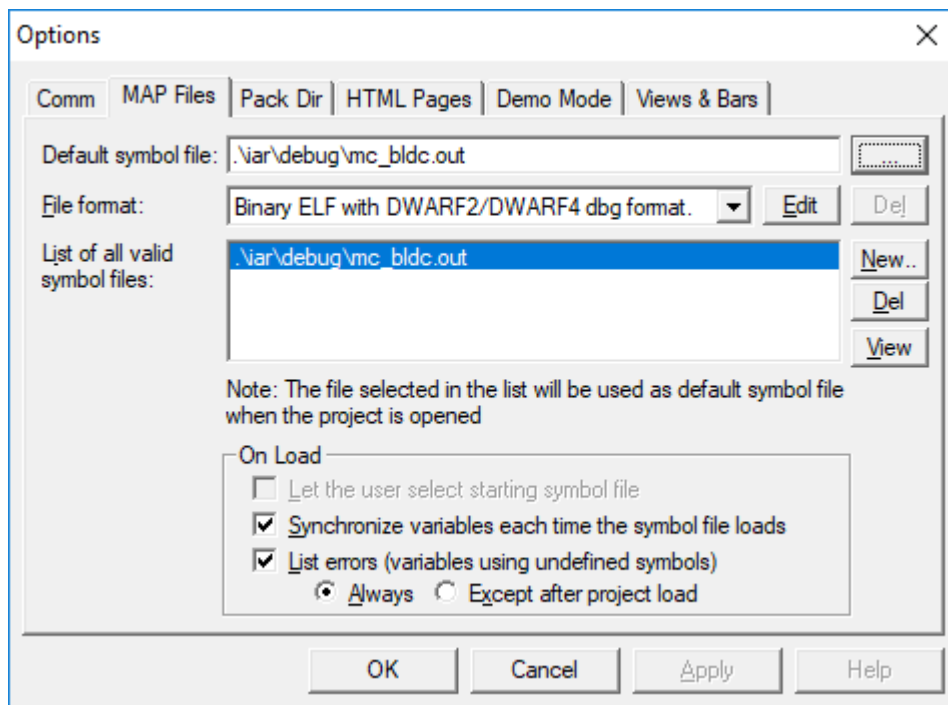 Options
Comm MAP Files Pack Dir HTML Pages Demo Mode Views & Bars
Default symbol file: .\iar\debug\mc_bldc.out ...
File format: Binary ELF with DWARF2/DWARF4 dbg format. Edit Del
List of all valid
symbol files:
.\iar\debug\mc_bldc.out
New..
Del
View
Note: The file selected in the list will be used as default symbol file
when the project is opened
On Load
Let the user select starting symbol file
Synchronize variables each time the symbol file loads
List errors (variables using undefined symbols)
Always Except after project load
OK Cancel Apply Help